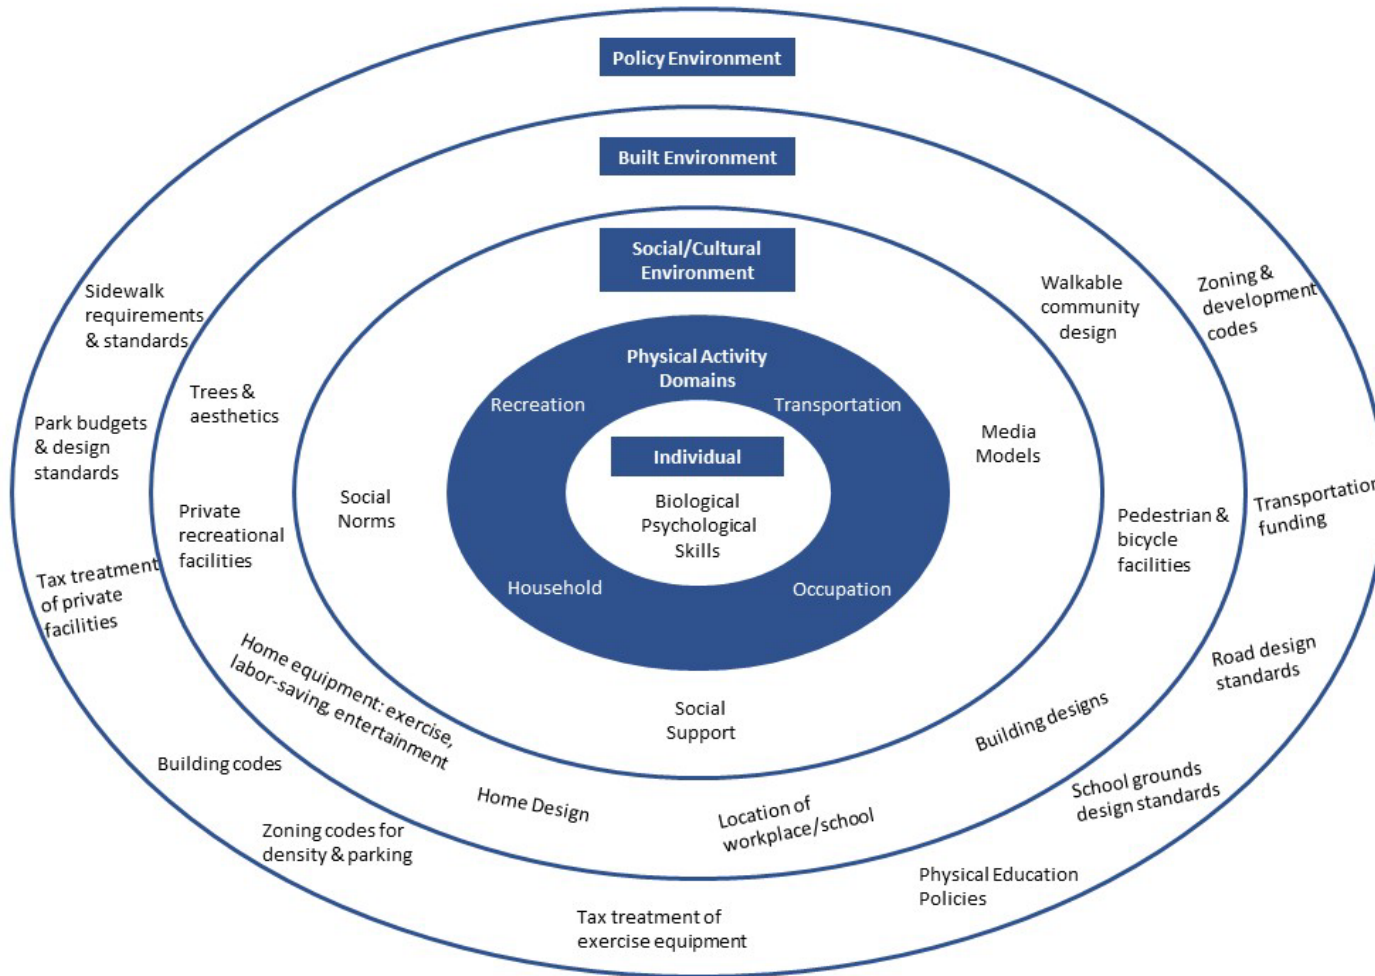 Policy Environment
Built Environment
Social/Cultural
Environment
Physical Activity
Domains
Recreation
Transportation
Individual
Biological
Psychological
Skills
Household
Occupation
Social
Norms
Media
Models
Social
Support
Walkable
community
design
Trees &
aesthetics
Private
recreational
facilities
Pedestrian &
bicycle
facilities
Home equipment: exercise,
labor-saving, entertainment
Home Design
Location of
workplace/school
Building designs
Sidewalk
requirements
& standards
Zoning &
development
codes
Park budgets
& design
standards
Transportation
funding
Tax treatment
of private
facilities
Road design
standards
Building codes
School grounds
design standards
Zoning codes for
density & parking
Physical Education
Policies
Tax treatment of
exercise equipment